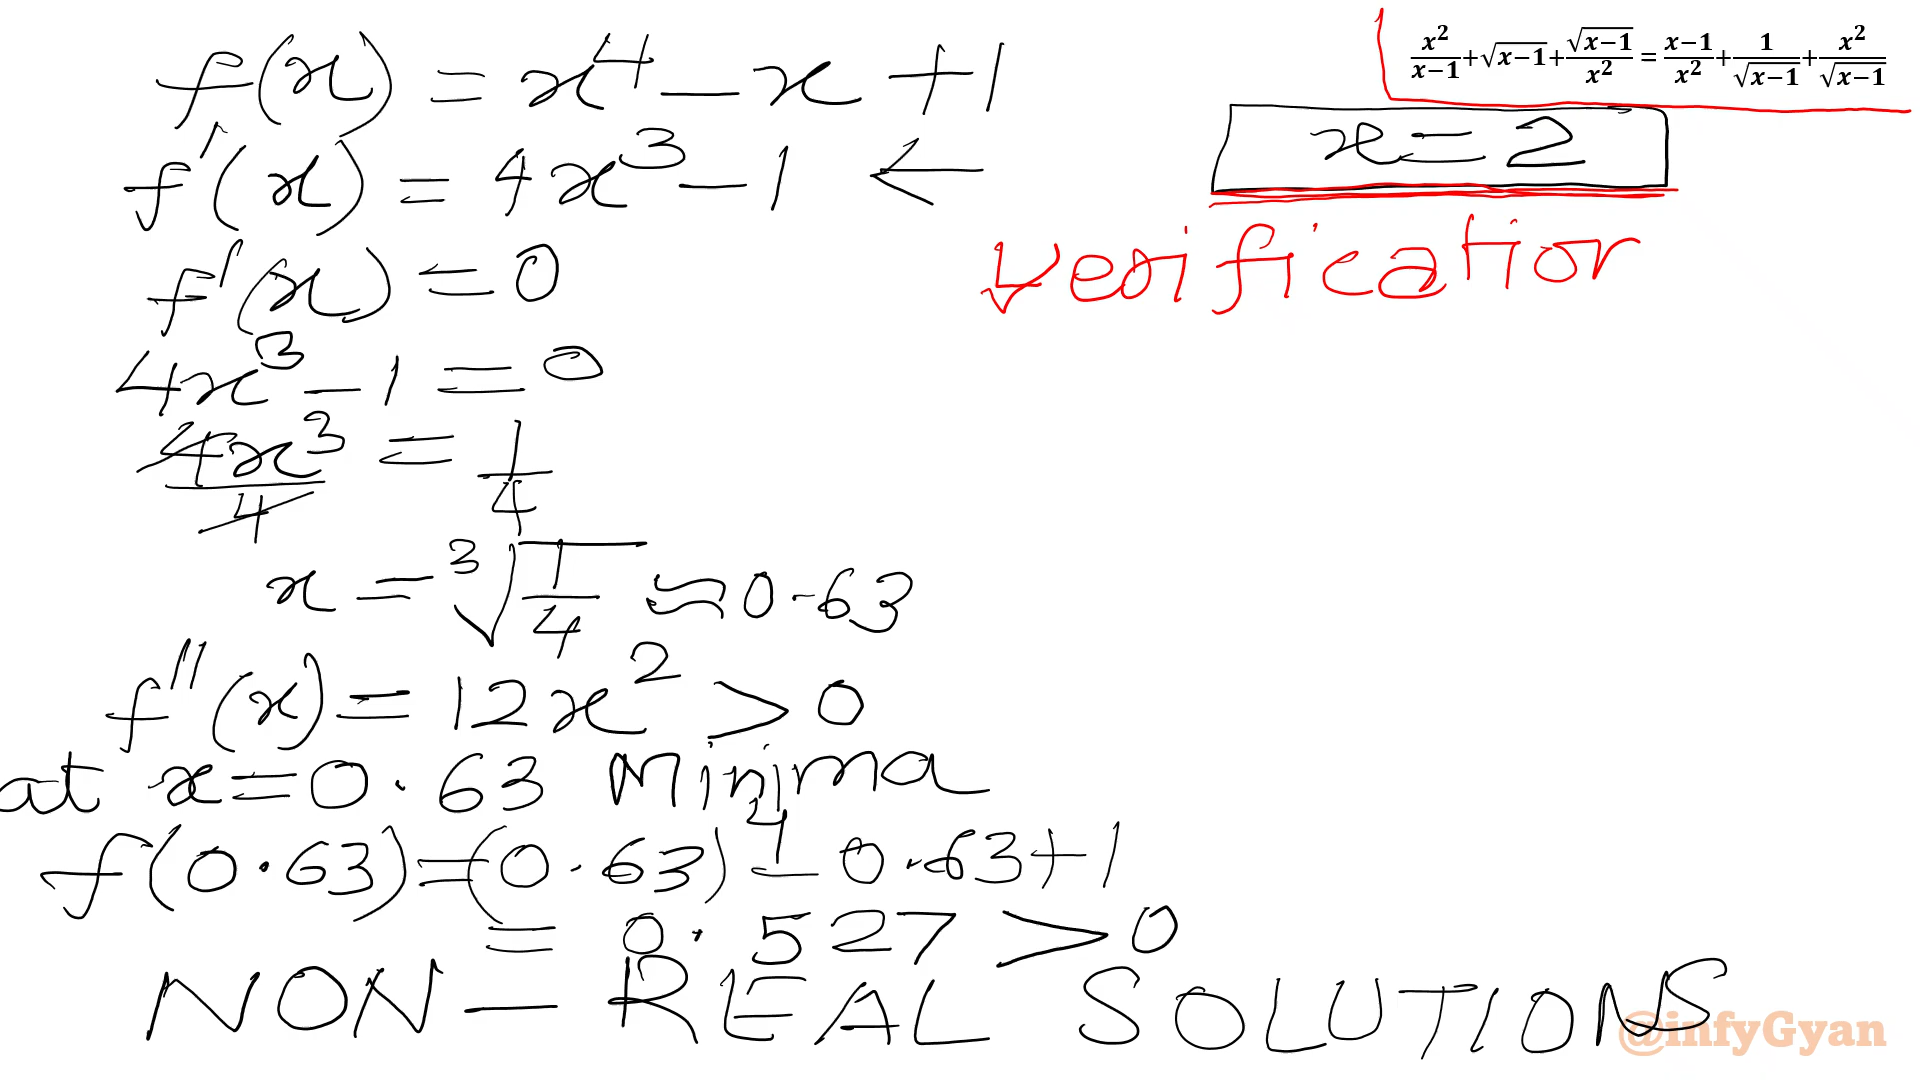 f(x) = x⁴ - x + 1
f'(x) = 4x³ - 1 ←
f'(x) = 0
4x³ - 1 = 0
4x³/4 = 1/4
x = ³√(1/4) ≈ 0.63
f''(x) = 12x² > 0
at x = 0.63 Minima
f(0.63) = (0.63)⁴ - 0.63 + 1
= 0.527 > 0
NON-REAL SOLUTIONS
x²/(x-1) + √(x-1) + √(x-1)/x² = (x-1)/x² + 1/√(x-1) + x²/√(x-1)
x = 2
Verification
@infyGyan